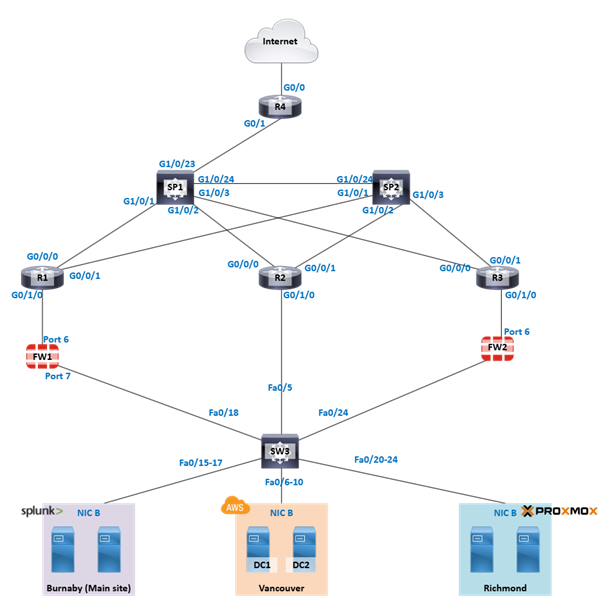 Internet
G0/0
R4
G0/1
G1/0/23
G1/0/24
G1/0/24
SP1
SP2
G1/0/1
G1/0/3
G1/0/1
G1/0/3
G1/0/2
G1/0/2
G0/0/0
G0/0/0
G0/0/1
G0/0/0
G0/0/1
R1
G0/0/1
R2
R3
G0/1/0
G0/1/0
G0/1/0
Port 6
Port 6
FW1
FW2
Port 7
Fa0/5
Fa0/18
Fa0/24
SW3
Fa0/15-17
Fa0/6-10
Fa0/20-24
splunk>
NIC B
AWS
NIC B
NIC B
PROXMOX
DC1
DC2
Burnaby (Main site)
Vancouver
Richmond